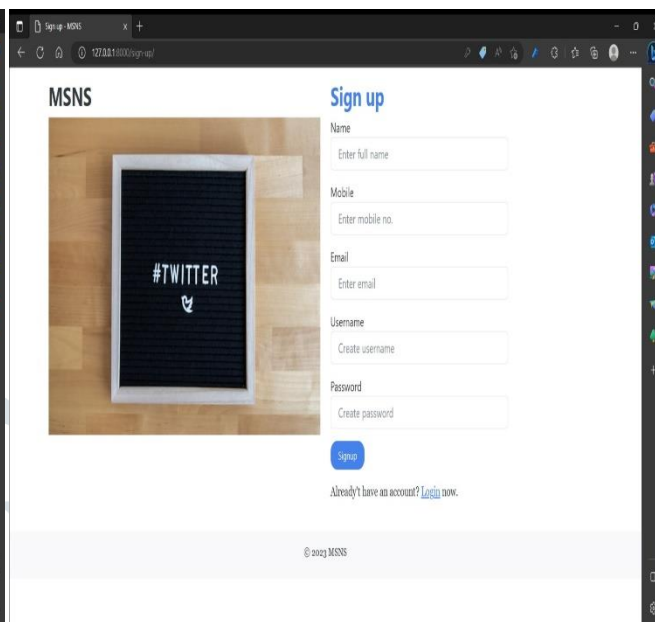 Sign up - MSNS
127.0.0.1:8000/sign-up/
MSNS
#TWITTER
Sign up
Name
Enter full name
Mobile
Enter mobile no.
Email
Enter email
Username
Create username
Password
Create password
Signup
Already't have an account? Login now.
© 2023 MSNS